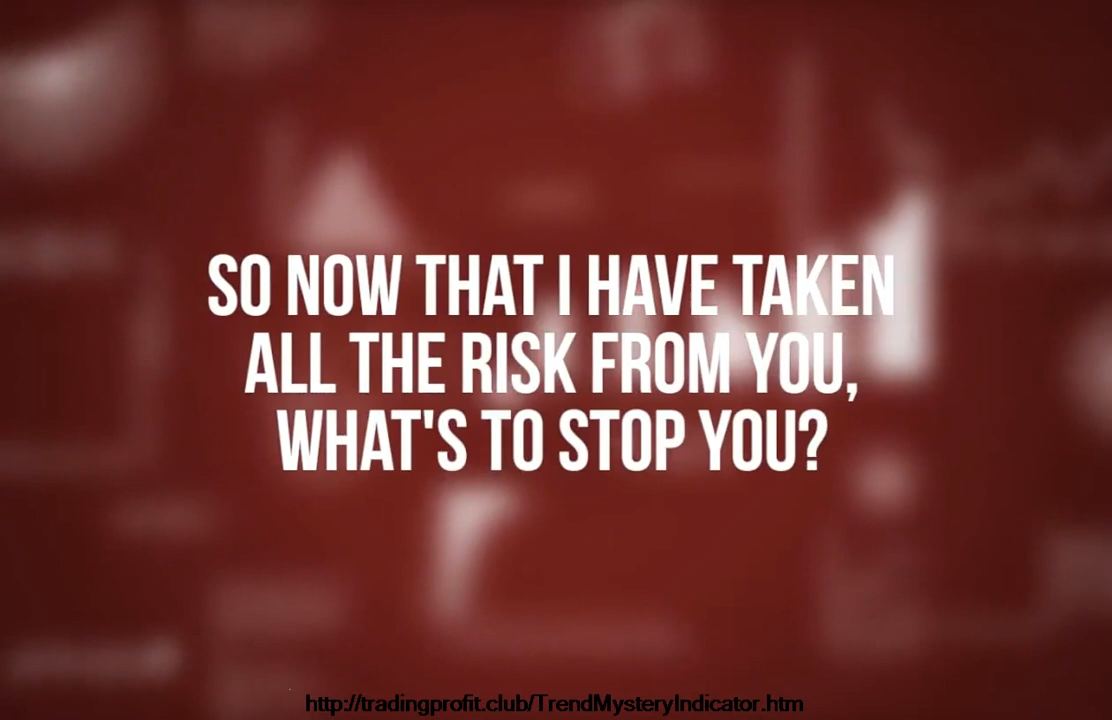 SO NOW THAT I HAVE TAKEN
ALL THE RISK FROM YOU,
WHAT'S TO STOP YOU?
http://tradingprofit.club/TrendMysteryIndicator.htm